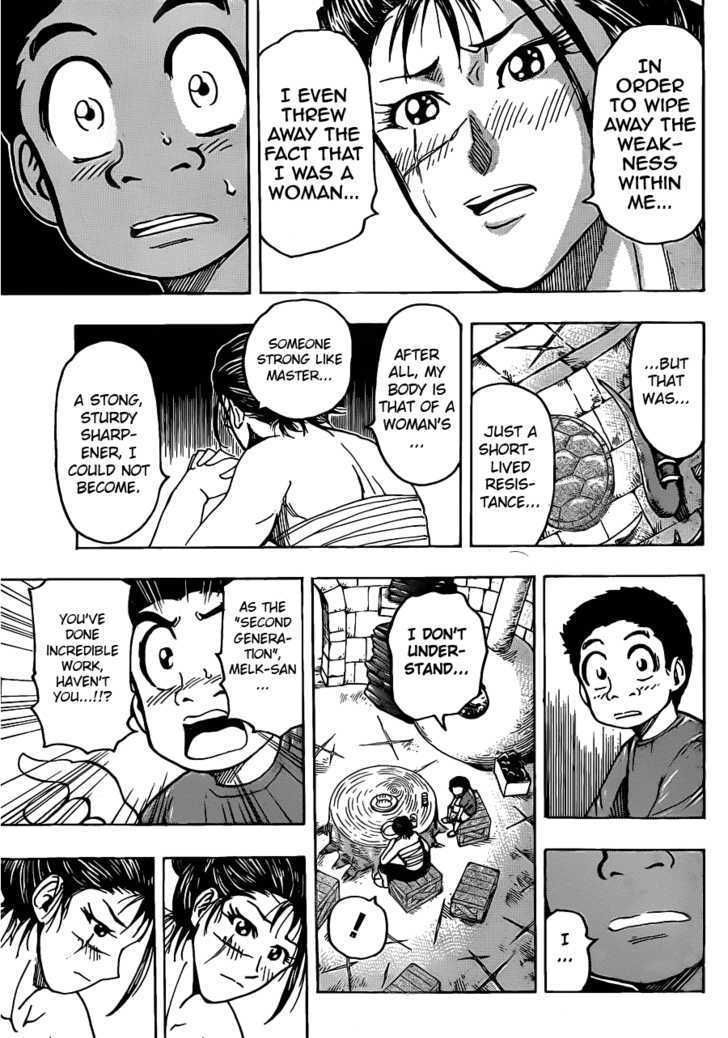 IN
ORDER
TO WIPE
AWAY THE
WEAK-
NESS
WITHIN
ME...
I EVEN
THREW
AWAY THE
FACT THAT
I WAS A
WOMAN...
...BUT
THAT
WAS...
JUST A
SHORT-
LIVED
RESIS-
TANCE...
AFTER
ALL, MY
BODY IS
THAT OF A
WOMAN'S
...
SOMEONE
STRONG LIKE
MASTER...
A STONG,
STURDY
SHARP-
ENER, I
COULD NOT
BECOME.
I
...
I DON'T
UNDER-
STAND...
!
AS THE
"SECOND
GENERA-
TION",
MELK-SAN
...
YOU'VE
DONE
INCREDIBLE
WORK,
HAVEN'T
YOU...!!?